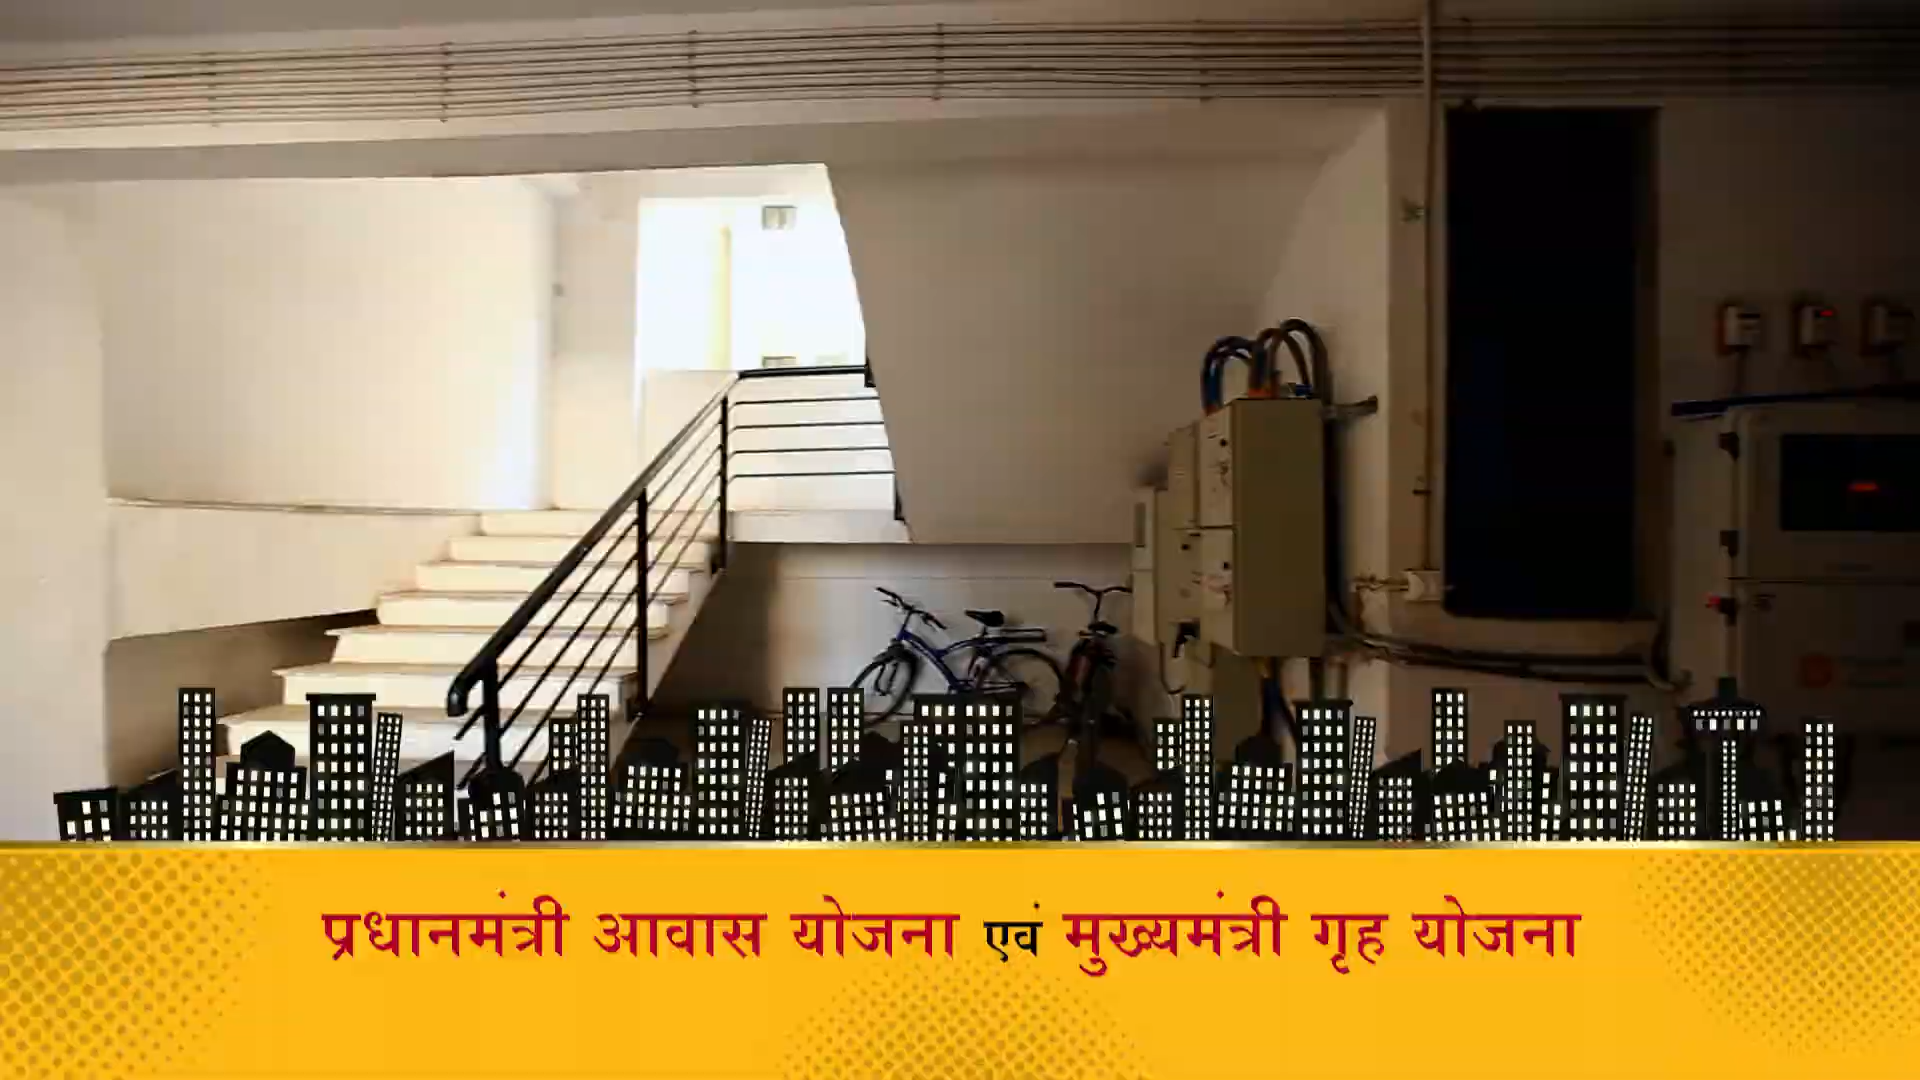 प्रधानमंत्री आवास योजना एवं मुख्यमंत्री गृह योजना